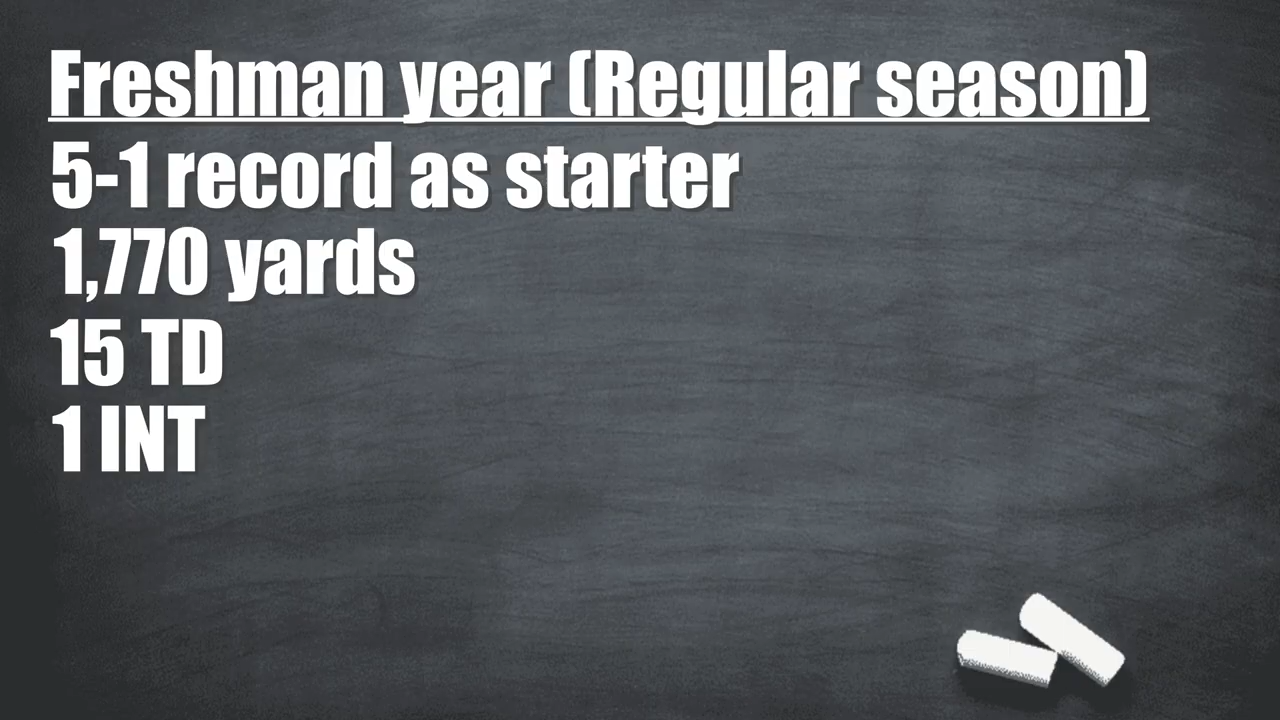 Freshman year (Regular season)
5-1 record as starter
1,770 yards
15 TD
1 INT